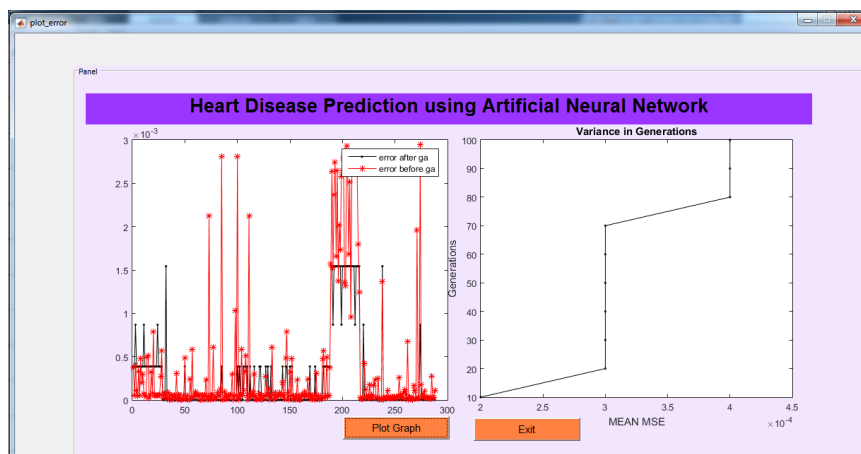 plot_error
Panel
Heart Disease Prediction using Artificial Neural Network
×10^-3
3
2.5
2
1.5
1
0.5
0
0 50 100 150 200 250 300
error after ga
error before ga
Variance in Generations
Generations
100
90
80
70
60
50
40
30
20
10
2 2.5 3 3.5 4 4.5
MEAN MSE
×10^-4
Plot Graph
Exit